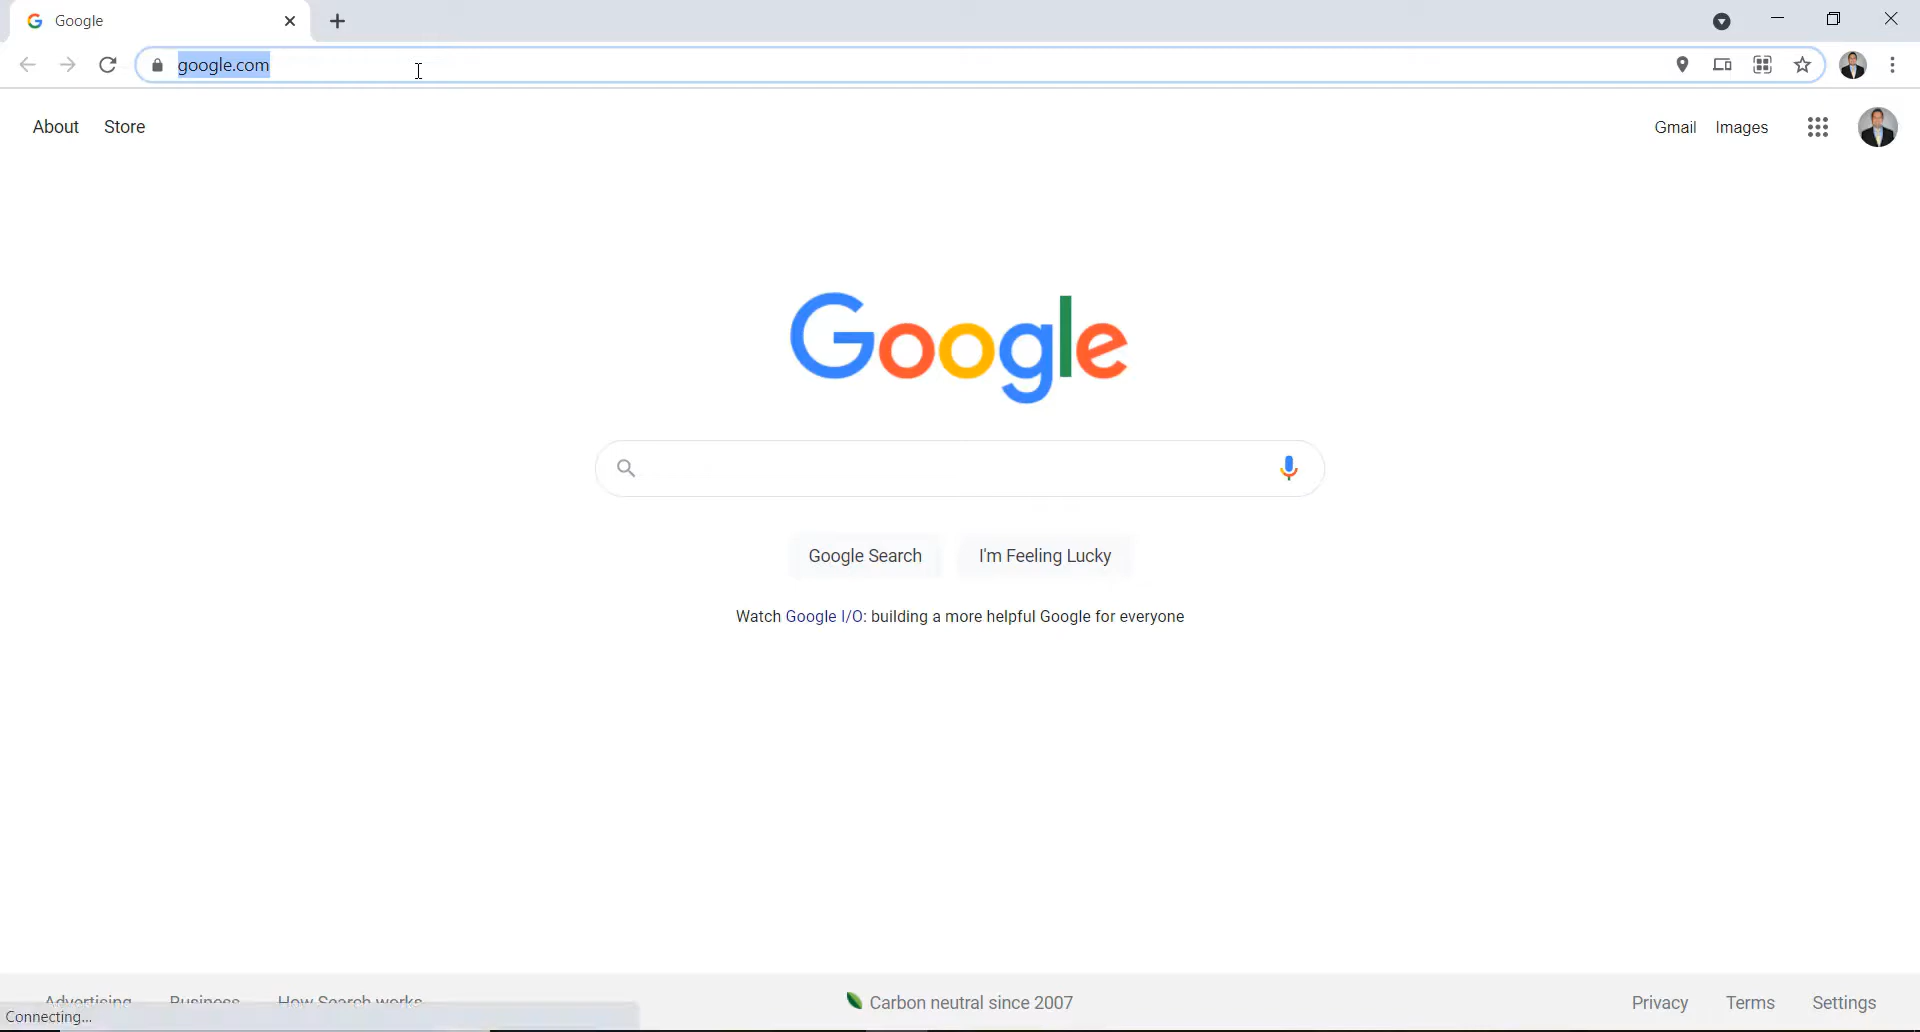 Google
google.com
About Store
Gmail Images
Google
Google Search I'm Feeling Lucky
Watch Google I/O: building a more helpful Google for everyone
Advertising Business How Search works
Carbon neutral since 2007
Privacy Terms Settings
Connecting...